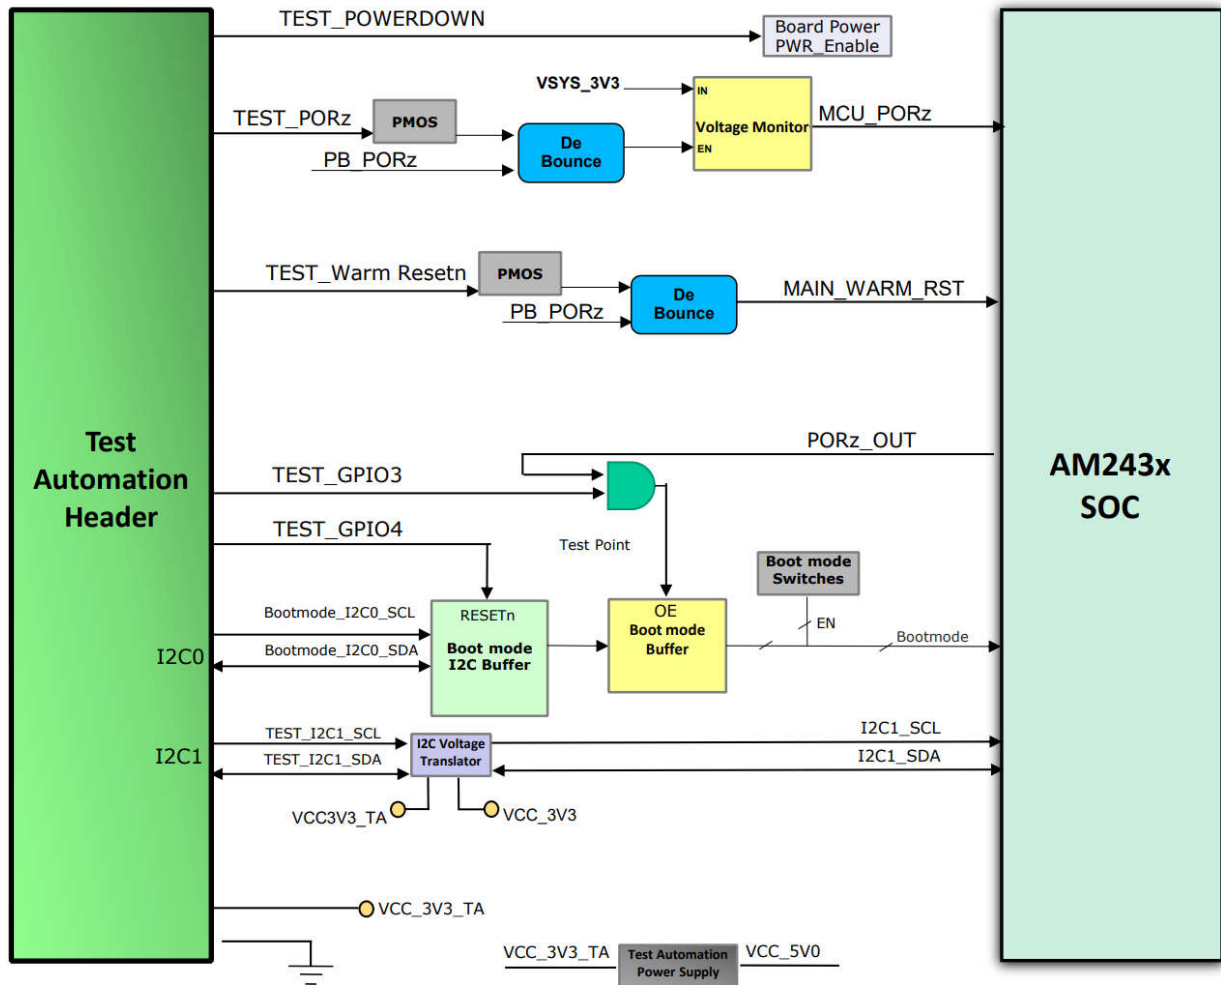 TEST_POWERDOWN
Board Power
PWR_Enable
VSYS_3V3
IN
TEST_PORz
PMOS
De
Bounce
Voltage Monitor
MCU_PORz
EN
PB_PORz
TEST_Warm Resetn
PMOS
De
Bounce
MAIN_WARM_RST
PB_PORz
Test
Automation
Header
AM243x
SOC
PORz_OUT
TEST_GPIO3
TEST_GPIO4
Test Point
Boot mode
Switches
EN
Bootmode_I2C0_SCL
RESETn
OE
Boot mode
Buffer
Bootmode
Bootmode_I2C0_SDA
Boot mode
I2C Buffer
I2C0
TEST_I2C1_SCL
I2C Voltage
Translator
I2C1_SCL
I2C1
TEST_I2C1_SDA
I2C1_SDA
VCC3V3_TA
VCC_3V3
VCC_3V3_TA
VCC_3V3_TA
Test Automation
Power Supply
VCC_5V0